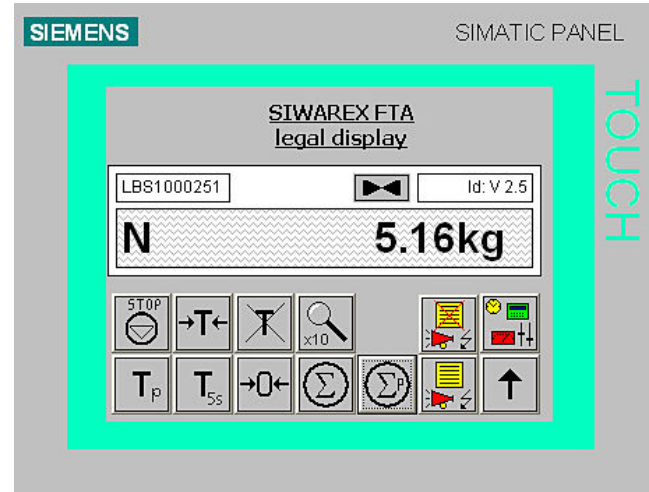 SIEMENS
SIMATIC PANEL
TOUCH
SIWAREX FTA
legal display
LBS1000251
Id: V 2.5
N 5.16kg
STOP
→T←
T
x10
Tp
T5s
→0←
Σ
Σp